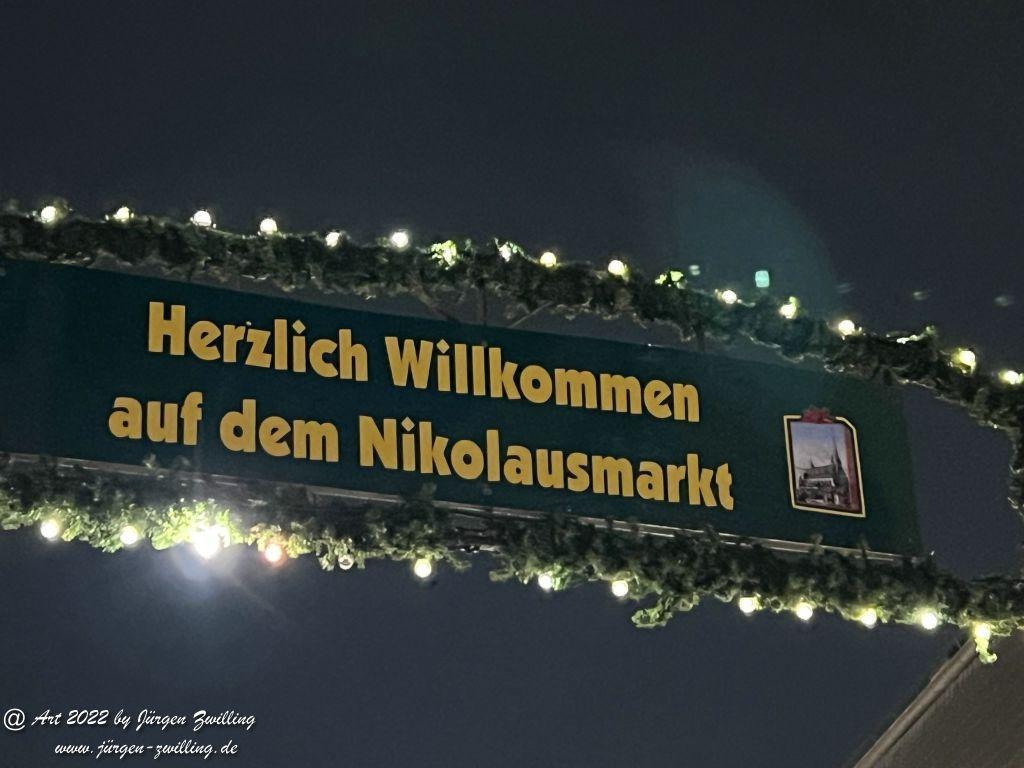 Herzlich Willkommen
auf dem Nikolausmarkt
@ Art 2022 by Jürgen Zwilling
www.jürgen-zwilling.de